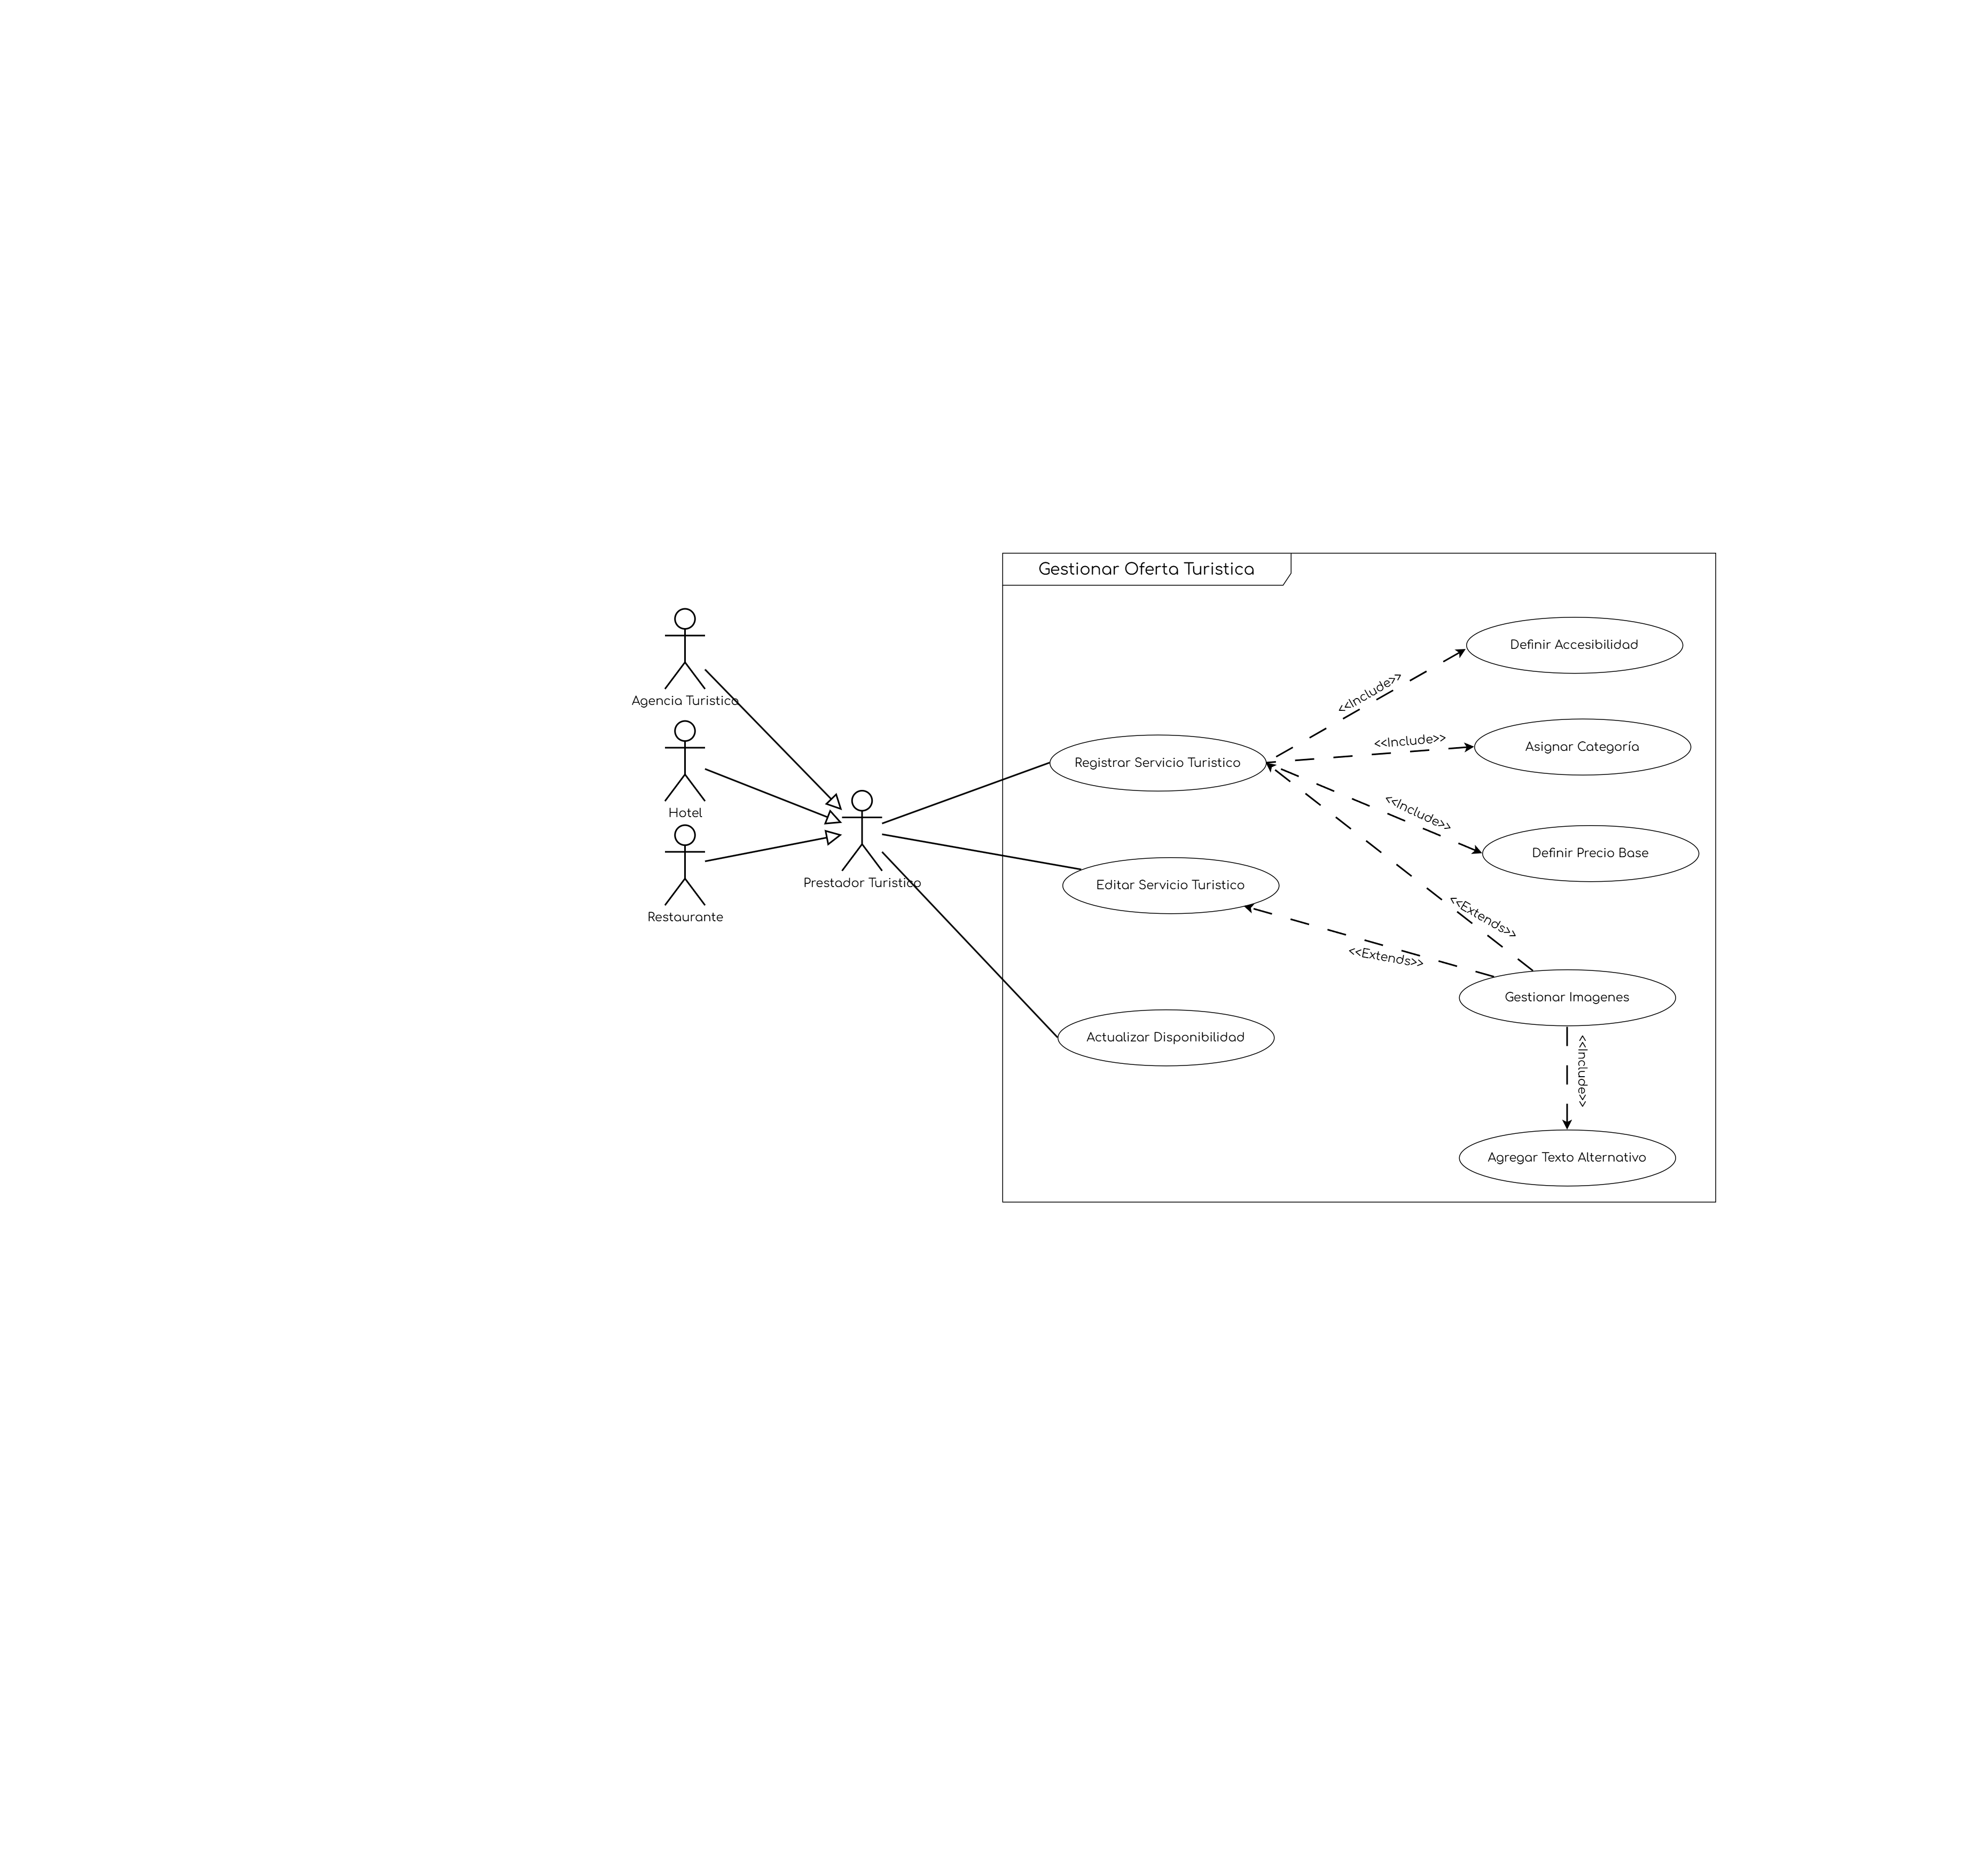 Gestionar Oferta Turistica
Agencia Turistica
Hotel
Restaurante
Prestador Turistico
Registrar Servicio Turistico
Editar Servicio Turistico
Actualizar Disponibilidad
<<Include>>
Definir Accesibilidad
<<Include>>
Asignar Categoría
<<Include>>
Definir Precio Base
<<Extends>>
<<Extends>>
Gestionar Imagenes
<<Include>>
Agregar Texto Alternativo